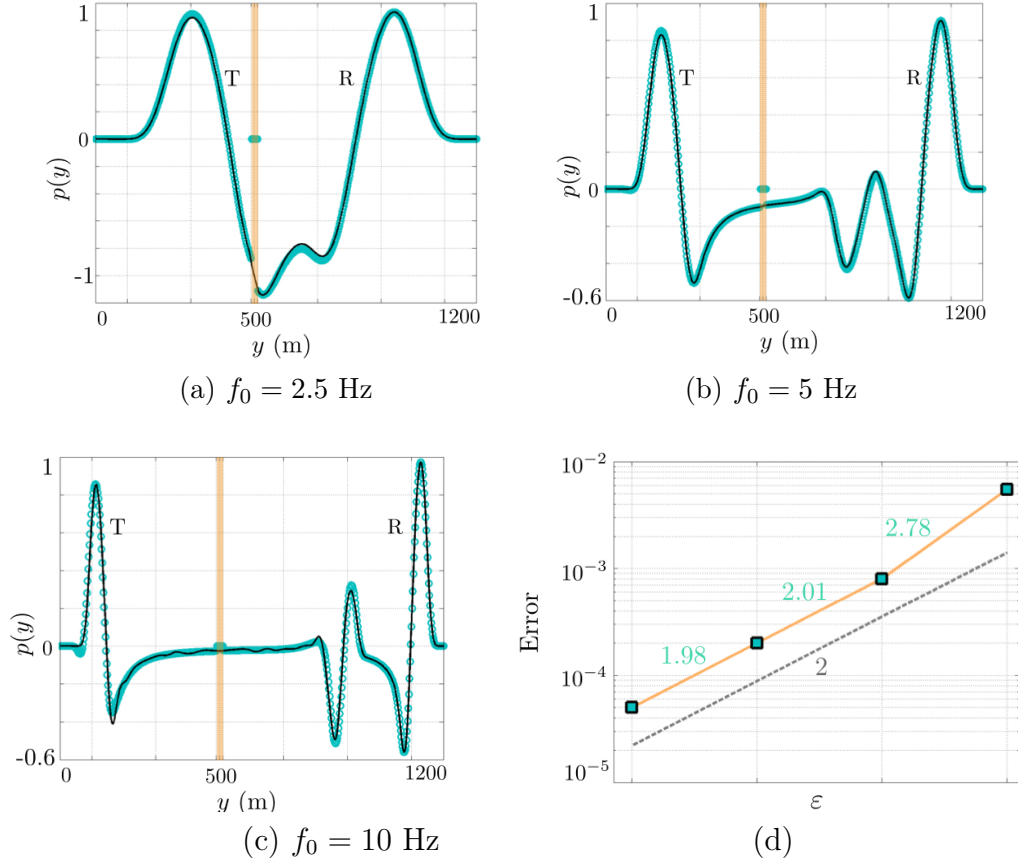 1
T
R
0
p(y)
-1
0
500
1200
y (m)
(a) f₀ = 2.5 Hz
T
R
0
p(y)
-0.6
0
500
1200
y (m)
(b) f₀ = 5 Hz
1
T
R
0
p(y)
-0.6
0
500
1200
y (m)
(c) f₀ = 10 Hz
10⁻²
2.78
10⁻³
2.01
Error
1.98
2
10⁻⁴
10⁻⁵
ε
(d)